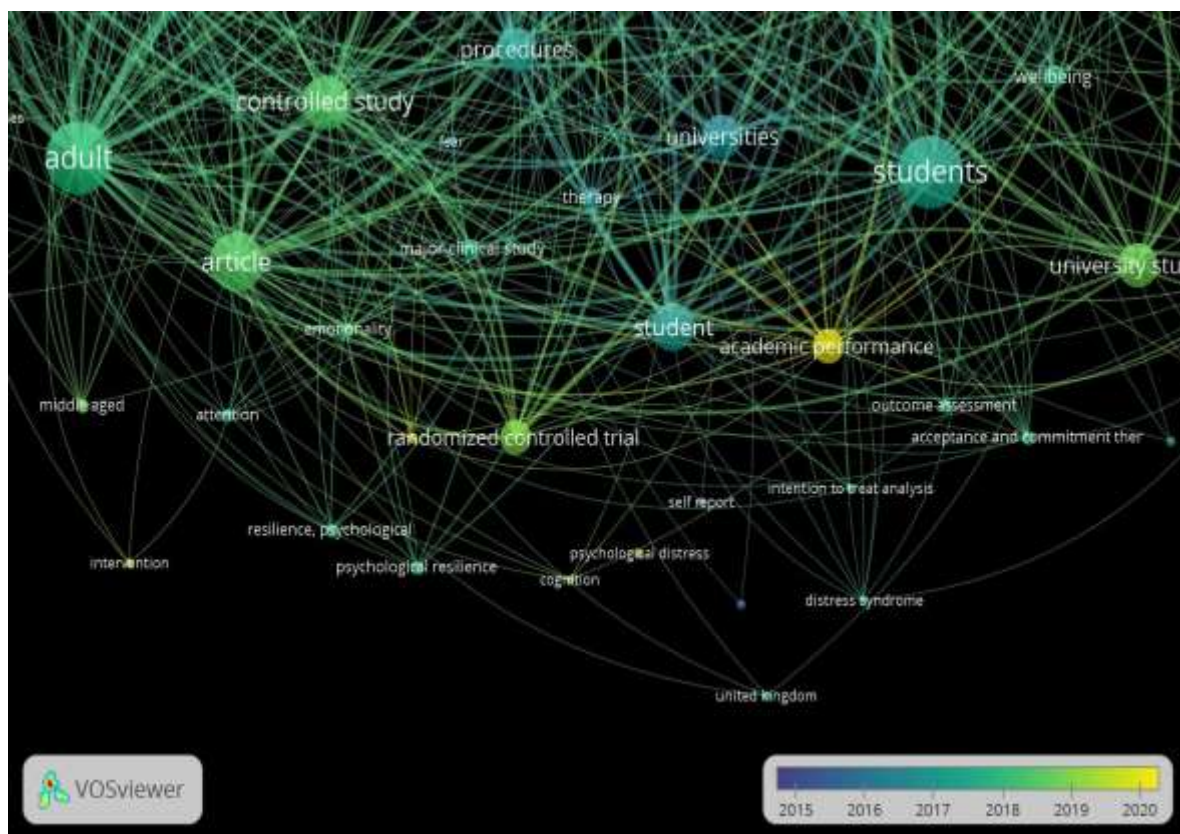 procedures
wellbeing
controlled study
universities
adult
students
therapy
major clinical study
article
university stu
emotionality
student
academic performance
middle aged
attention
outcome assessment
randomized controlled trial
acceptance and commitment ther
intention to treat analysis
self report
resilience, psychological
psychological distress
intervention
psychological resilience
cognition
distress syndrome
united kingdom
VOSviewer
2015 2016 2017 2018 2019 2020